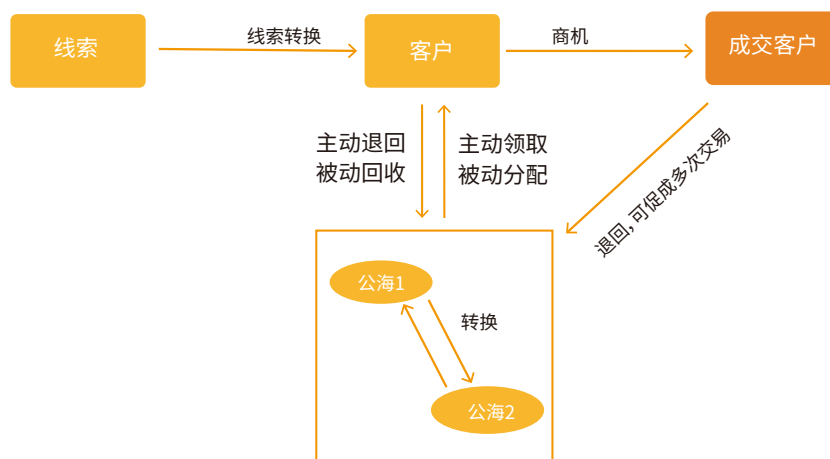 线索
线索转换
客户
商机
成交客户
主动退回
被动回收
主动领取
被动分配
退回,可促成多次交易
公海1
转换
公海2